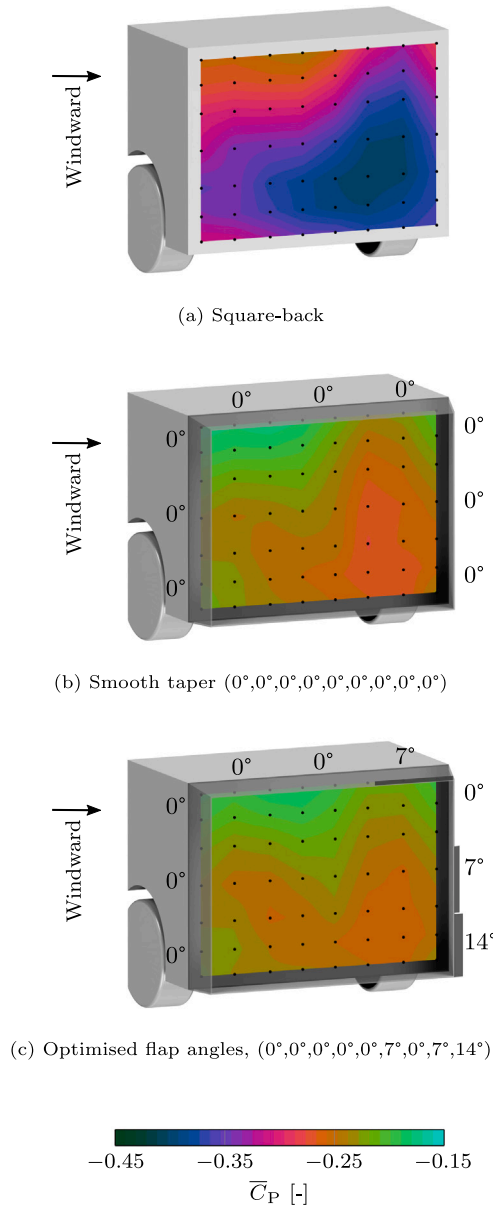 Windward
(a) Square-back
0° 0° 0°
0° 0°
Windward
0° 0°
0° 0°
(b) Smooth taper (0°,0°,0°,0°,0°,0°,0°,0°,0°)
0° 0° 7°
0° 0°
Windward
0° 7°
0° 14°
(c) Optimised flap angles, (0°,0°,0°,0°,0°,7°,0°,7°,14°)
−0.45 −0.35 −0.25 −0.15
C̅P [-]